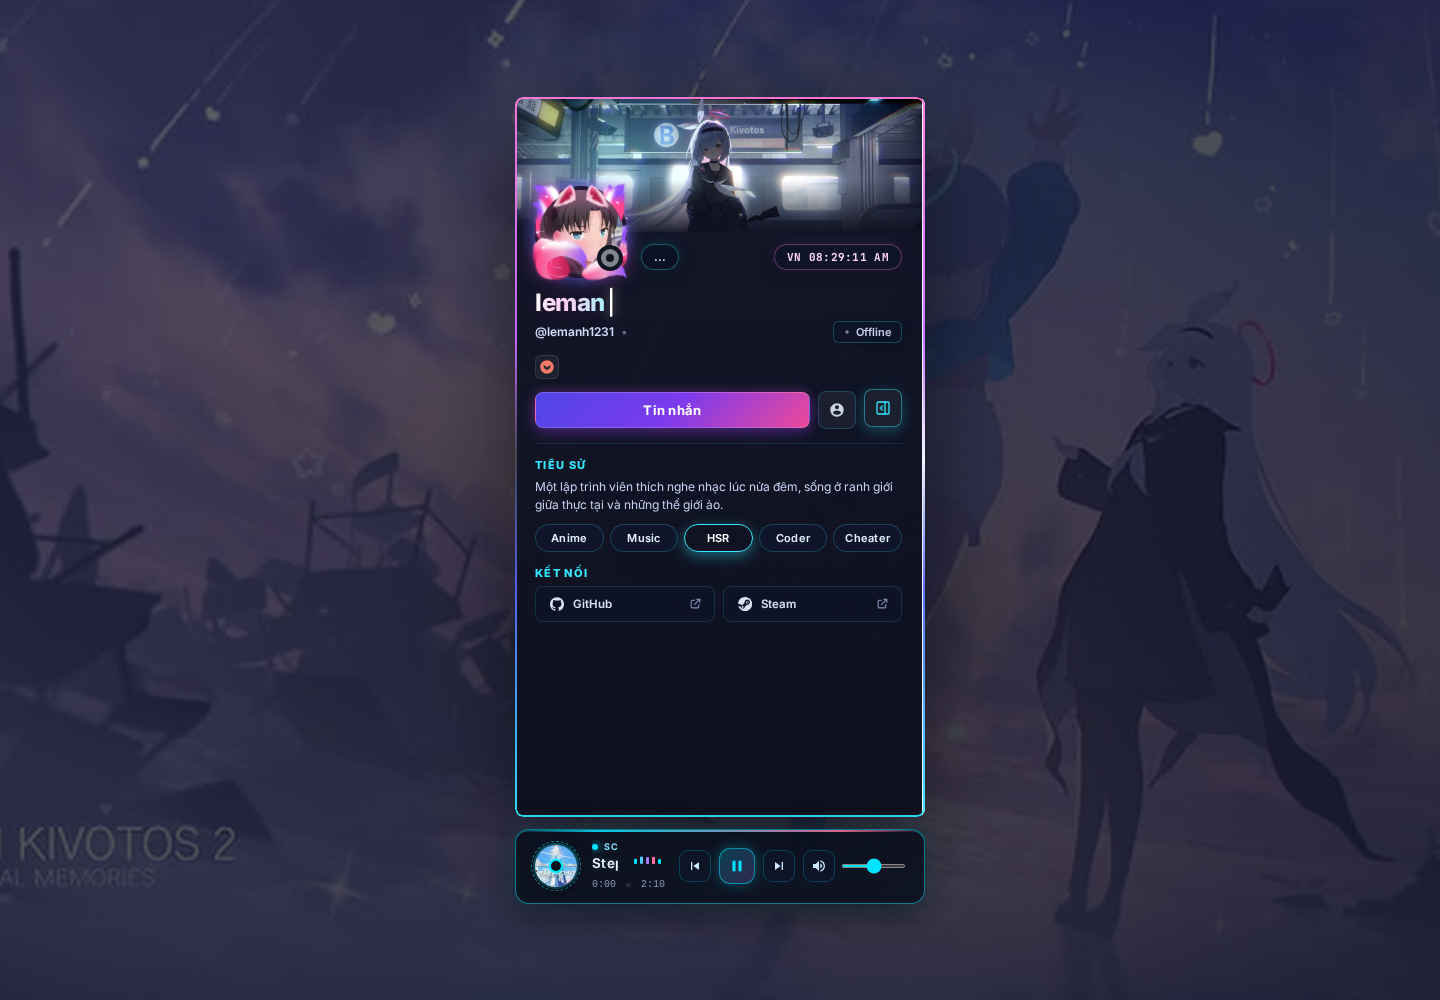 B
Kivotos
...
VN 08:29:11 AM
leman
@lemanh1231 •
• Offline
Tin nhắn
TIỂU SỬ
Một lập trình viên thích nghe nhạc lúc nửa đêm, sống ở ranh giới
giữa thực tại và những thế giới ảo.
Anime Music HSR Coder Cheater
KẾT NỐI
GitHub Steam
KIVOTOS 2
AL MEMORIES
SC
Step
0:00 2:10